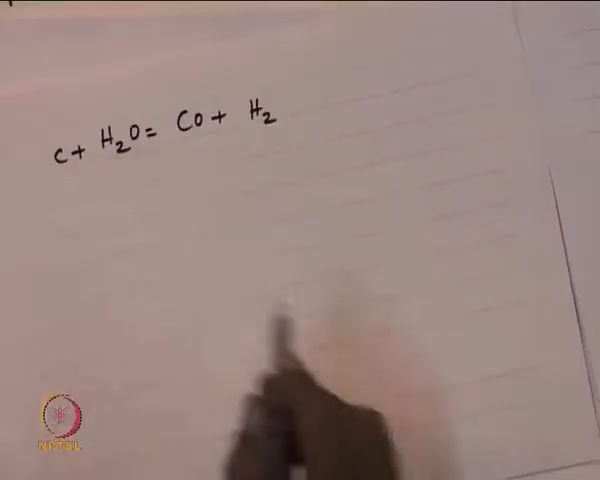 C + H₂O = CO + H₂
NPTEL